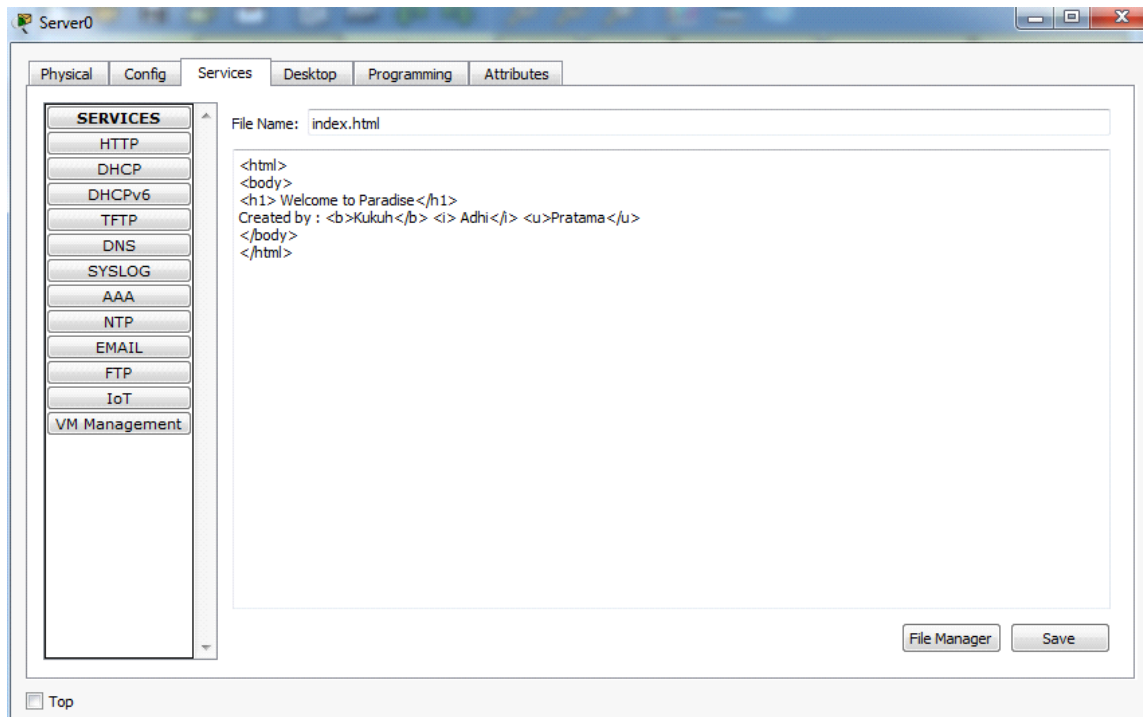 Server0
Physical Config Services Desktop Programming Attributes
SERVICES
HTTP
DHCP
DHCPv6
TFTP
DNS
SYSLOG
AAA
NTP
EMAIL
FTP
IoT
VM Management
File Name: index.html
<html>
<body>
<h1> Welcome to Paradise</h1>
Created by : <b>Kukuh</b> <i> Adhi</i> <u>Pratama</u>
</body>
</html>
File Manager Save
Top